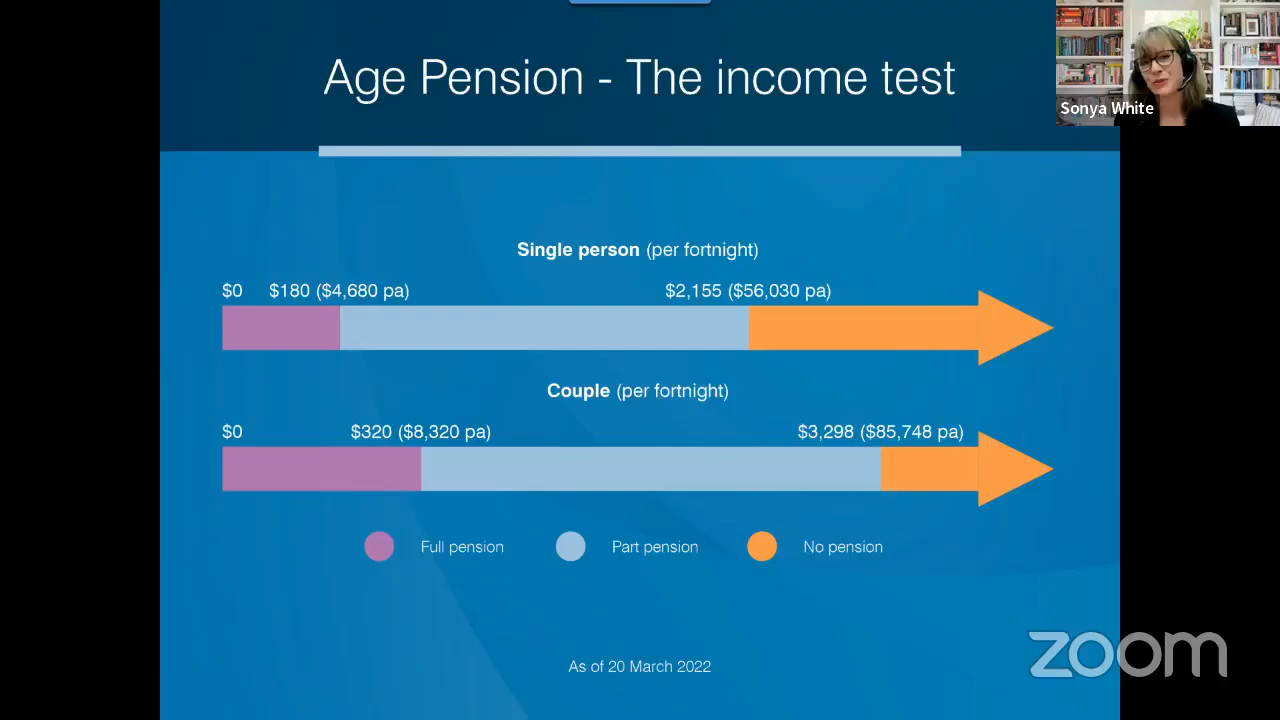 Age Pension - The income test
Sonya White
Single person (per fortnight)
$0 $180 ($4,680 pa) $2,155 ($56,030 pa)
Couple (per fortnight)
$0 $320 ($8,320 pa) $3,298 ($85,748 pa)
Full pension Part pension No pension
zoom
As of 20 March 2022